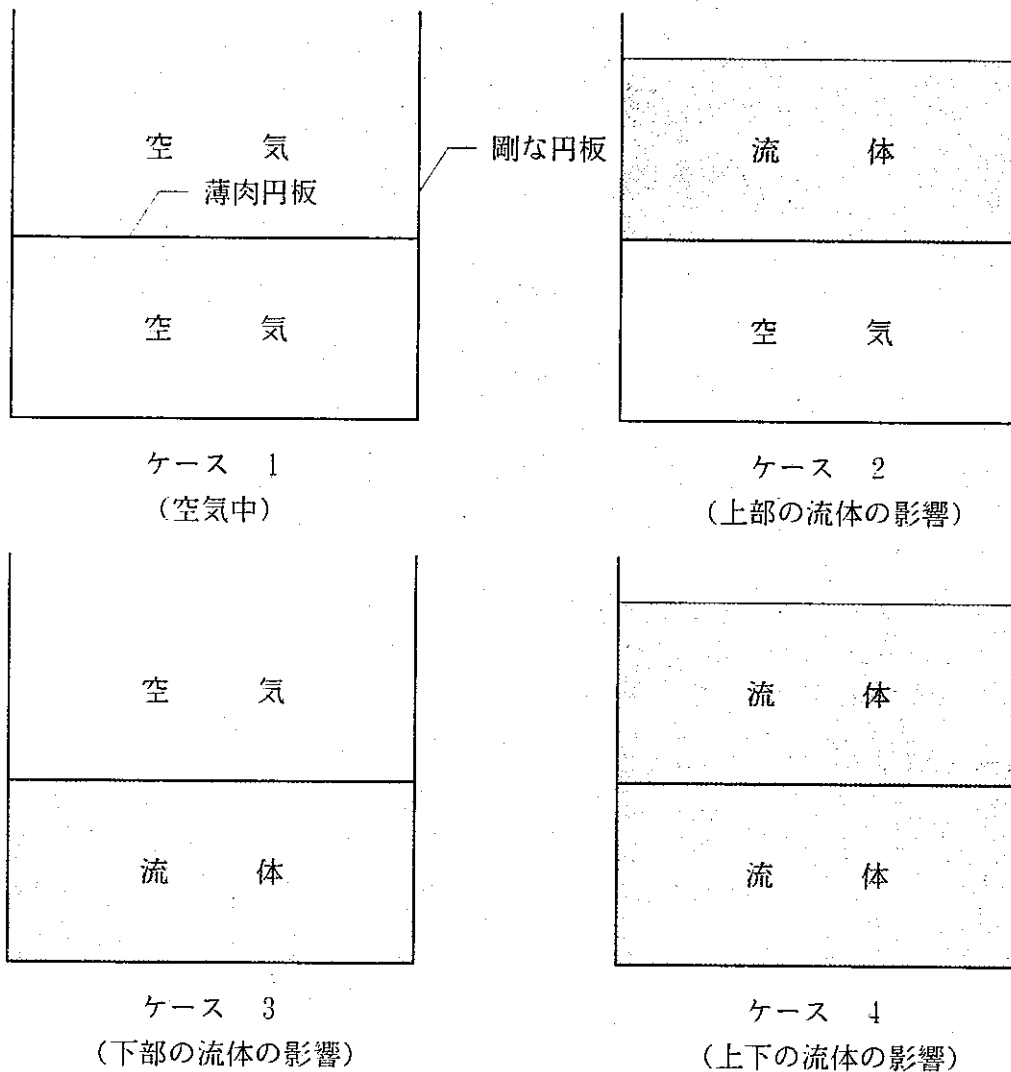 空 気
剛な円板
薄肉円板
空 気
ケース 1
(空気中)
流 体
空 気
ケース 2
(上部の流体の影響)
空 気
流 体
ケース 3
(下部の流体の影響)
流 体
流 体
ケース 4
(上下の流体の影響)